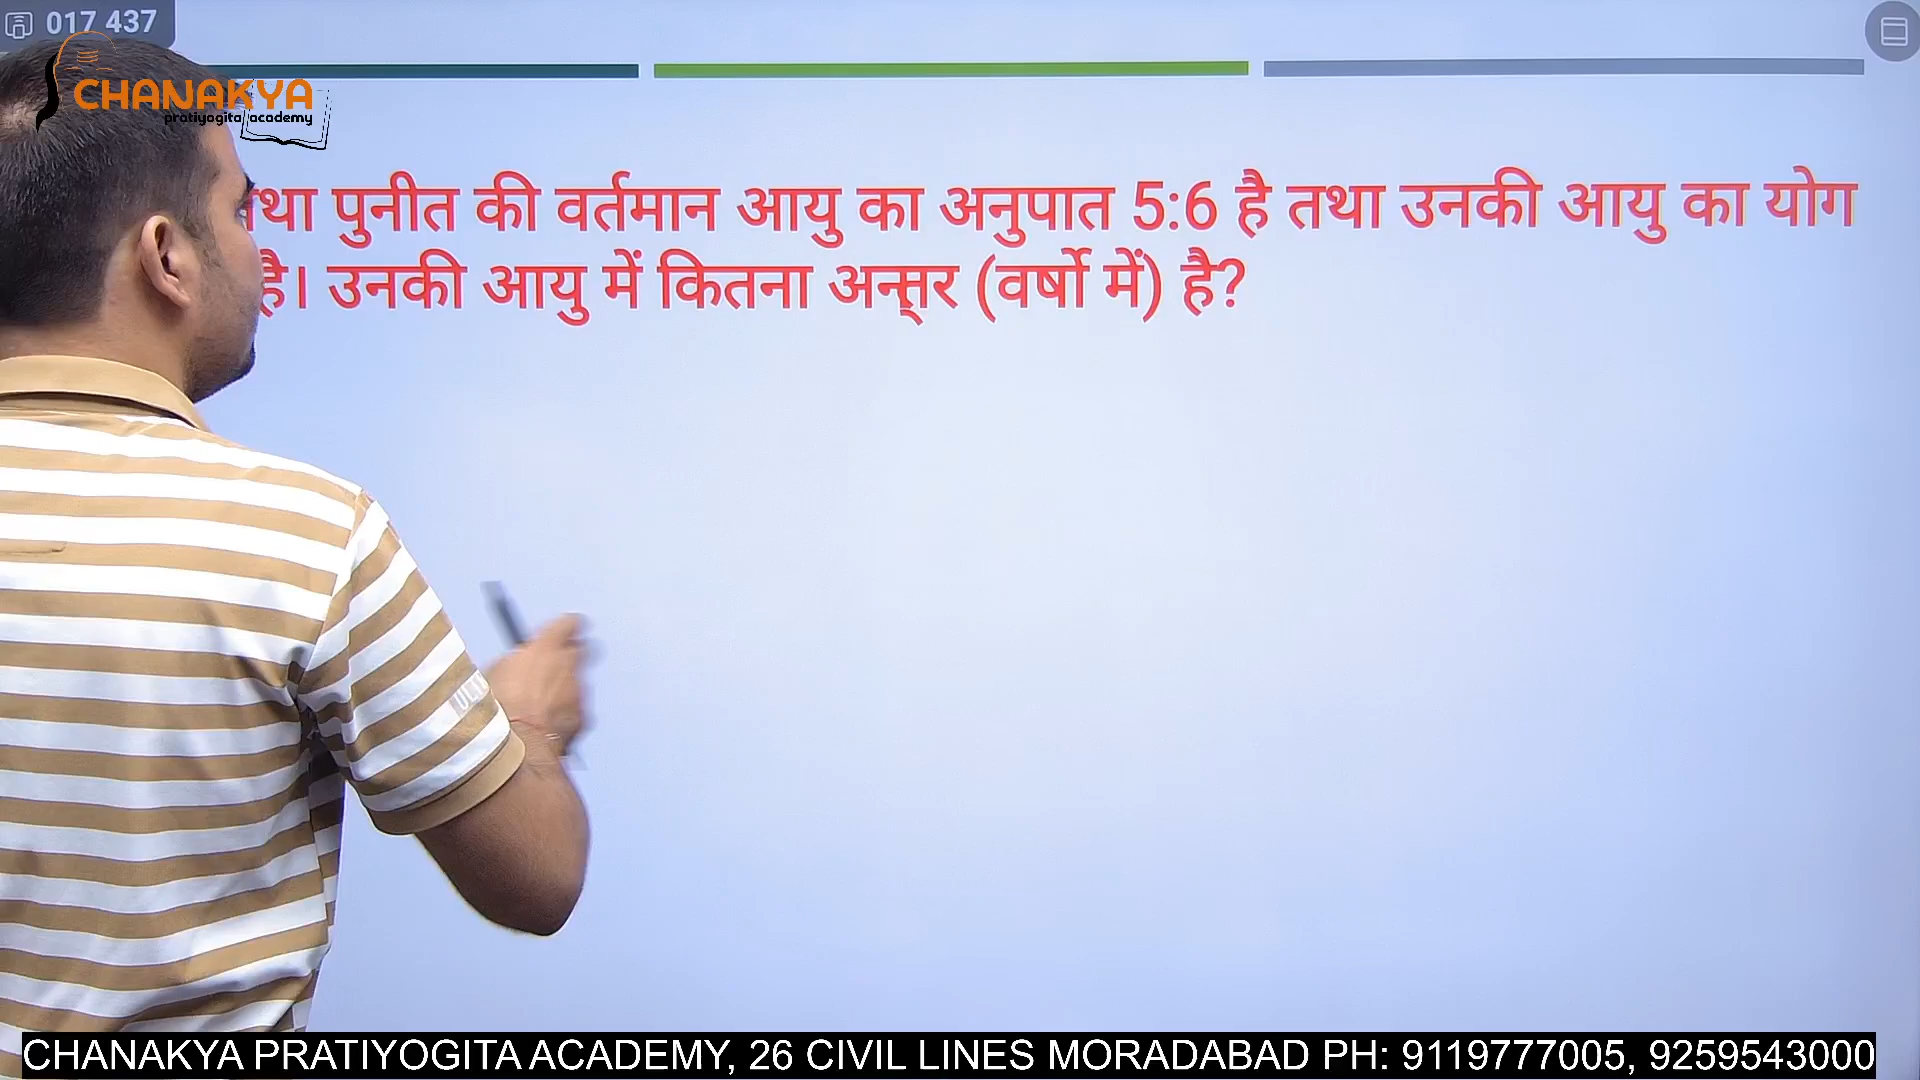 017 437
CHANAKYA
pratiyogita academy
पुनीत की वर्तमान आयु का अनुपात 5:6 है तथा उनकी आयु का योग
है। उनकी आयु में कितना अन्त्र (वर्षो में) है?
CHANAKYA PRATIYOGITA ACADEMY, 26 CIVIL LINES MORADABAD PH: 9119777005, 9259543000